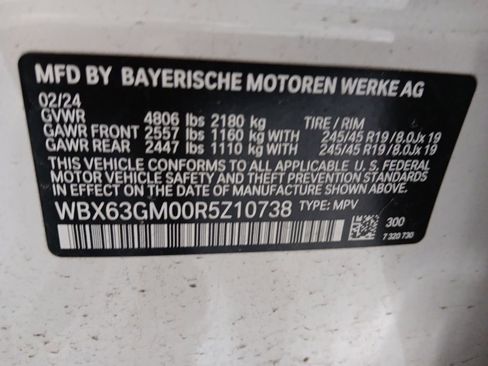 MFD BY BAYERISCHE MOTOREN WERKE AG
02/24
GVWR 4806 lbs 2180 kg TIRE / RIM
GAWR FRONT 2557 lbs 1160 kg WITH 245/45 R19 / 8.0Jx 19
GAWR REAR 2447 lbs 1110 kg WITH 245/45 R19 / 8.0Jx 19
THIS VEHICLE CONFORMS TO ALL APPLICABLE U.S. FEDERAL
MOTOR VEHICLE SAFETY AND THEFT PREVENTION STANDARDS
IN EFFECT ON THE DATE OF MANUFACTURE SHOWN ABOVE.
WBX63GM00R5Z10738 TYPE: MPV
300
7 320 730